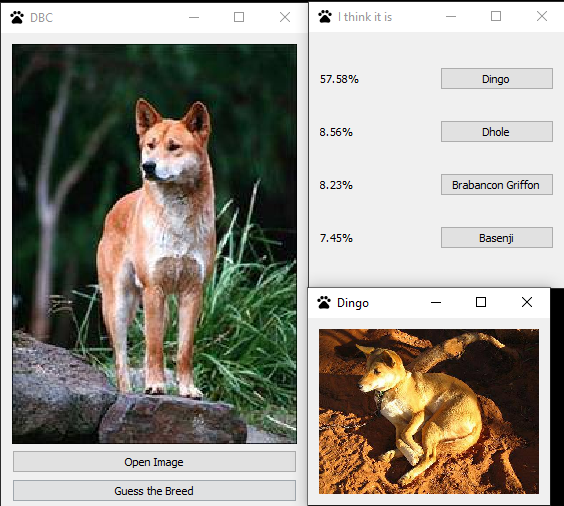 DBC
Open Image
Guess the Breed
I think it is
57.58% Dingo
8.56% Dhole
8.23% Brabancon Griffon
7.45% Basenji
Dingo